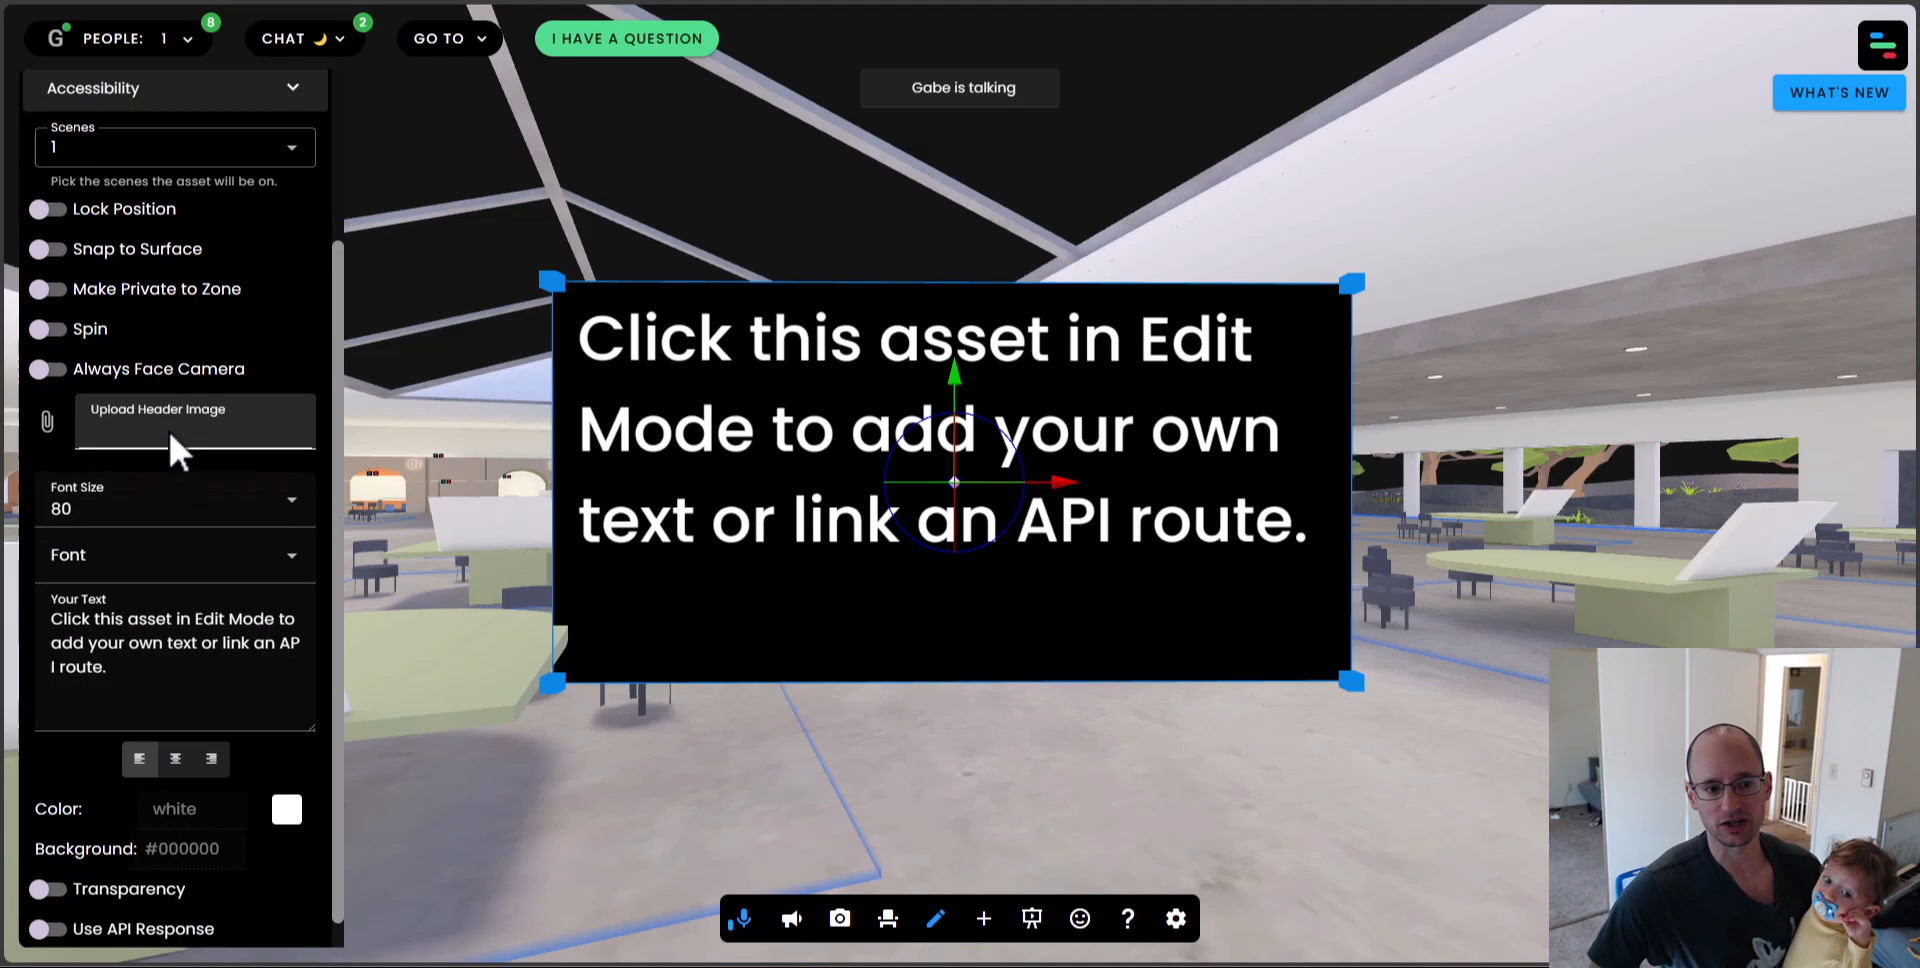 G PEOPLE: 1
8
CHAT
2
GO TO
I HAVE A QUESTION
Gabe is talking
WHAT'S NEW
Accessibility
Scenes
1
Pick the scenes the asset will be on.
Lock Position
Snap to Surface
Make Private to Zone
Spin
Always Face Camera
Upload Header Image
Font Size
80
Font
Your Text
Click this asset in Edit Mode to
add your own text or link an AP
I route.
Color: white
Background: #000000
Transparency
Use API Response
Click this asset in Edit
Mode to add your own
text or link an API route.